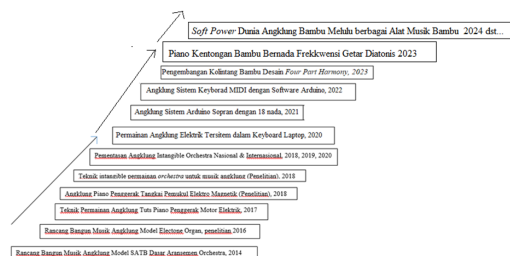 Soft Power Dunia Angklung Bambu Melulu berbagai Alat Musik Bambu 2024 dst...
Piano Kentongan Bambu Bernada Frekkwensi Getar Diatonis 2023
Pengembangan Kolintang Bambu Desain Four Part Harmony, 2023
Angklung Sistem Keyborad MIDI dengan Software Arduino, 2022
Angklung Sistem Arduino Sopran dengan 18 nada, 2021
Permainan Angklung Elektrik Tersitem dalam Keyboard Laptop, 2020
Pementasan Angklung Intangible Orchestra Nasional & Internasional, 2018, 2019, 2020
Teknik intangible permainan orchestra untuk musik angklung (Penelitian), 2018
Angklung Piano Penggerak Tangkai Pemukul Elektro Magnetik (Penelitian), 2018
Teknik Permainan Angklung Tuts Piano Penggerak Motor Elektrik, 2017
Rancang Bangun Musik Angklung Model Electone Organ, penelitian 2016
Rancang Bangun Musik Angklung Model SATB Dasar Aransemen Orchestra, 2014